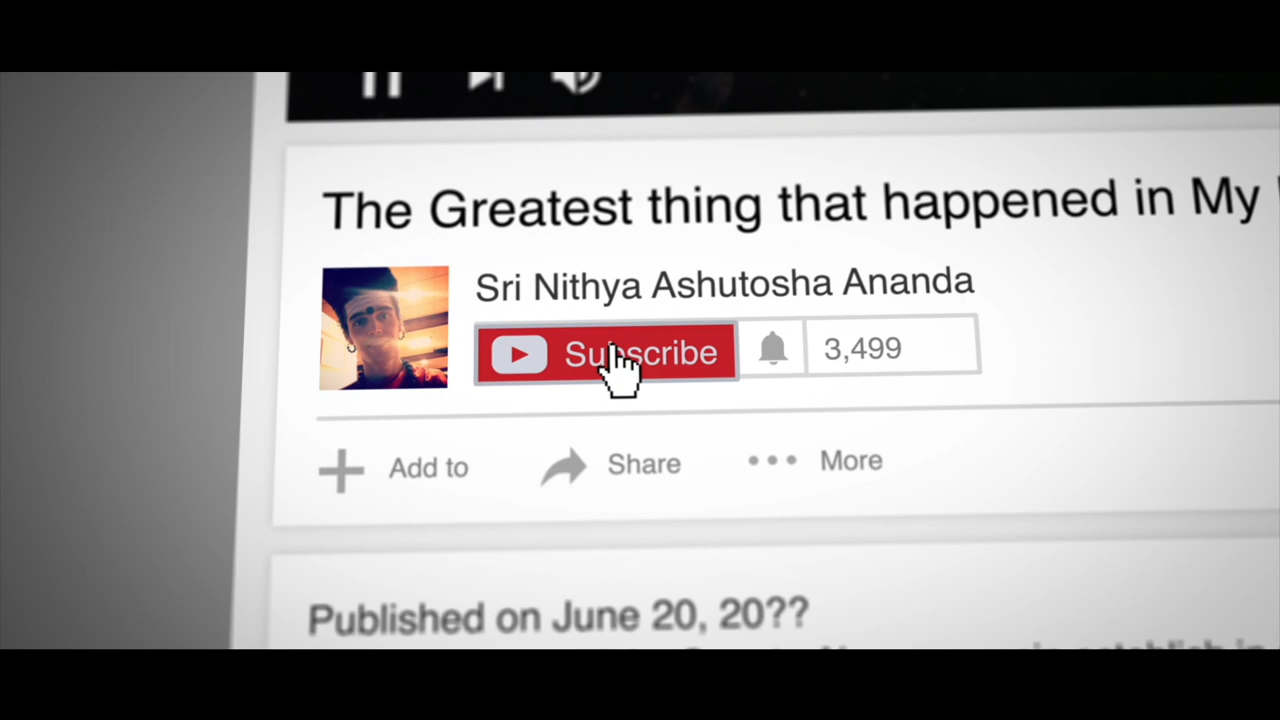 The Greatest thing that happened in My
Sri Nithya Ashutosha Ananda
Subscribe
3,499
Add to
Share
More
Published on June 20, 20??